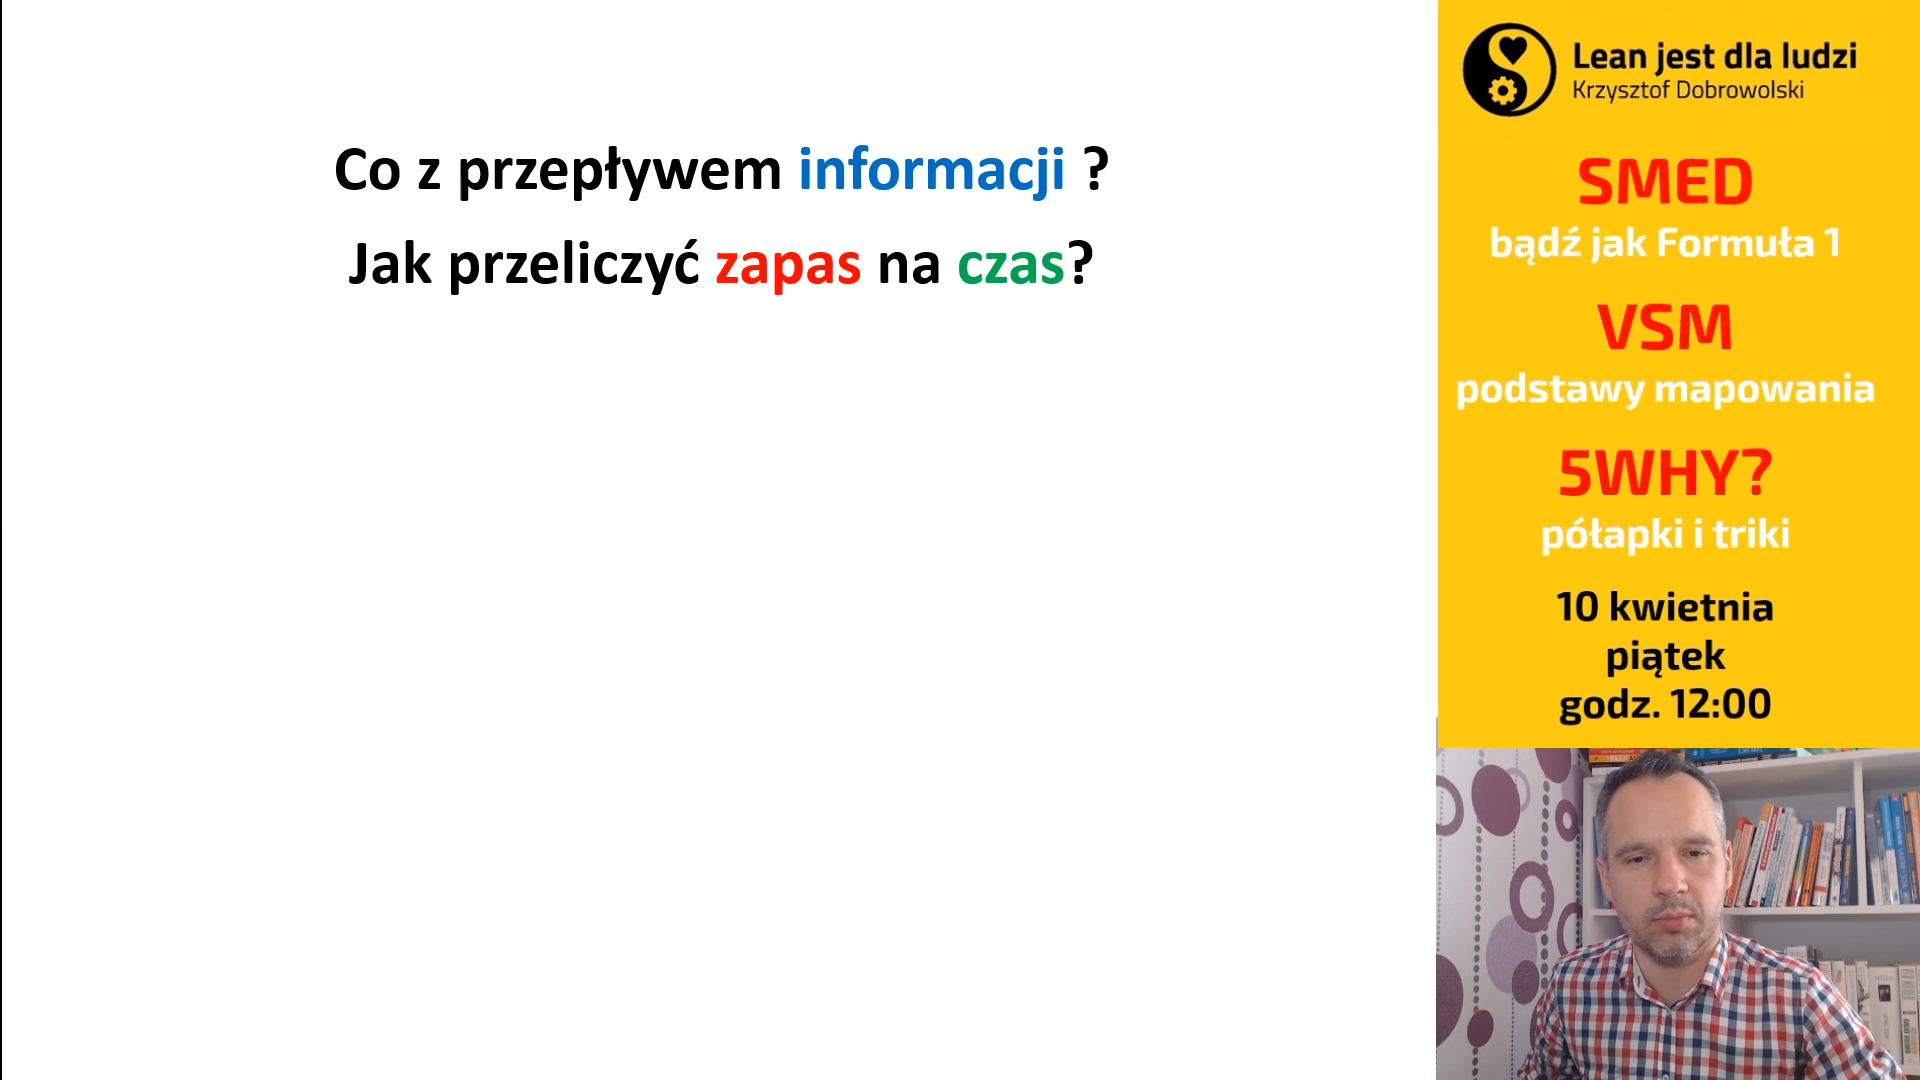 Co z przepływem informacji ?
Jak przeliczyć zapas na czas?
Lean jest dla ludzi
Krzysztof Dobrowolski
SMED
bądź jak Formuła 1
VSM
podstawy mapowania
5WHY?
półapki i triki
10 kwietnia
piątek
godz. 12:00